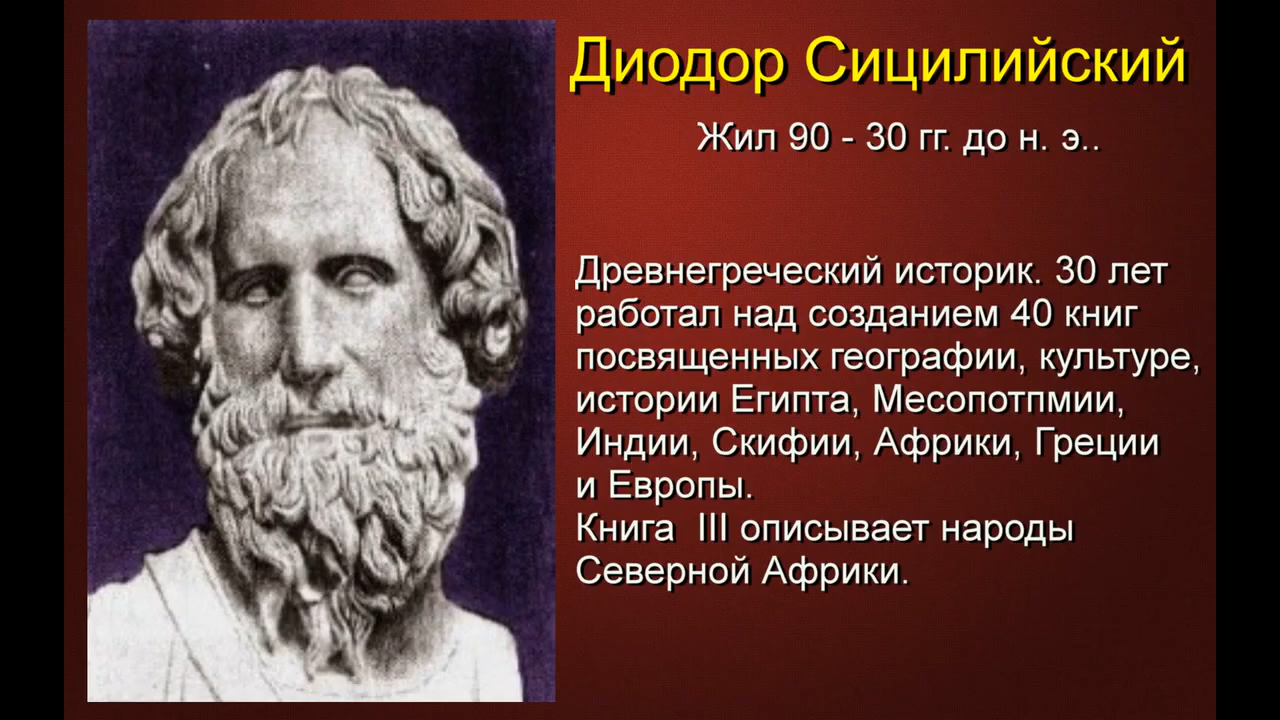 Диодор Сицилийский
Жил 90 - 30 гг. до н. э..
Древнегреческий историк. 30 лет
работал над созданием 40 книг
посвященных географии, культуре,
истории Египта, Месопотпмии,
Индии, Скифии, Африки, Греции
и Европы.
Книга  III описывает народы
Северной Африки.